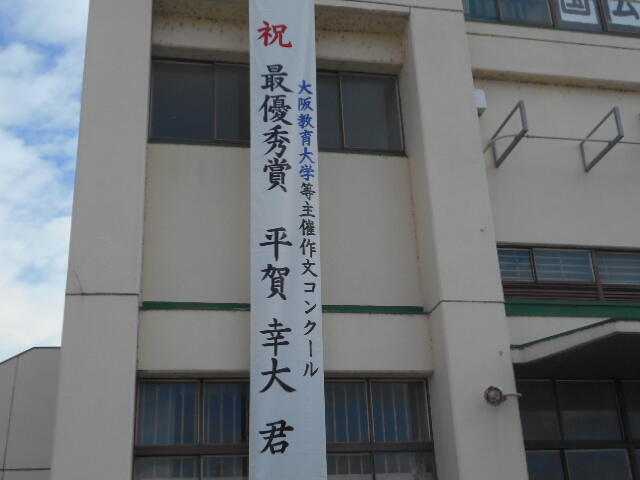 祝
大阪教育大学等主催作文コンクール
最優秀賞 平賀 幸大 君